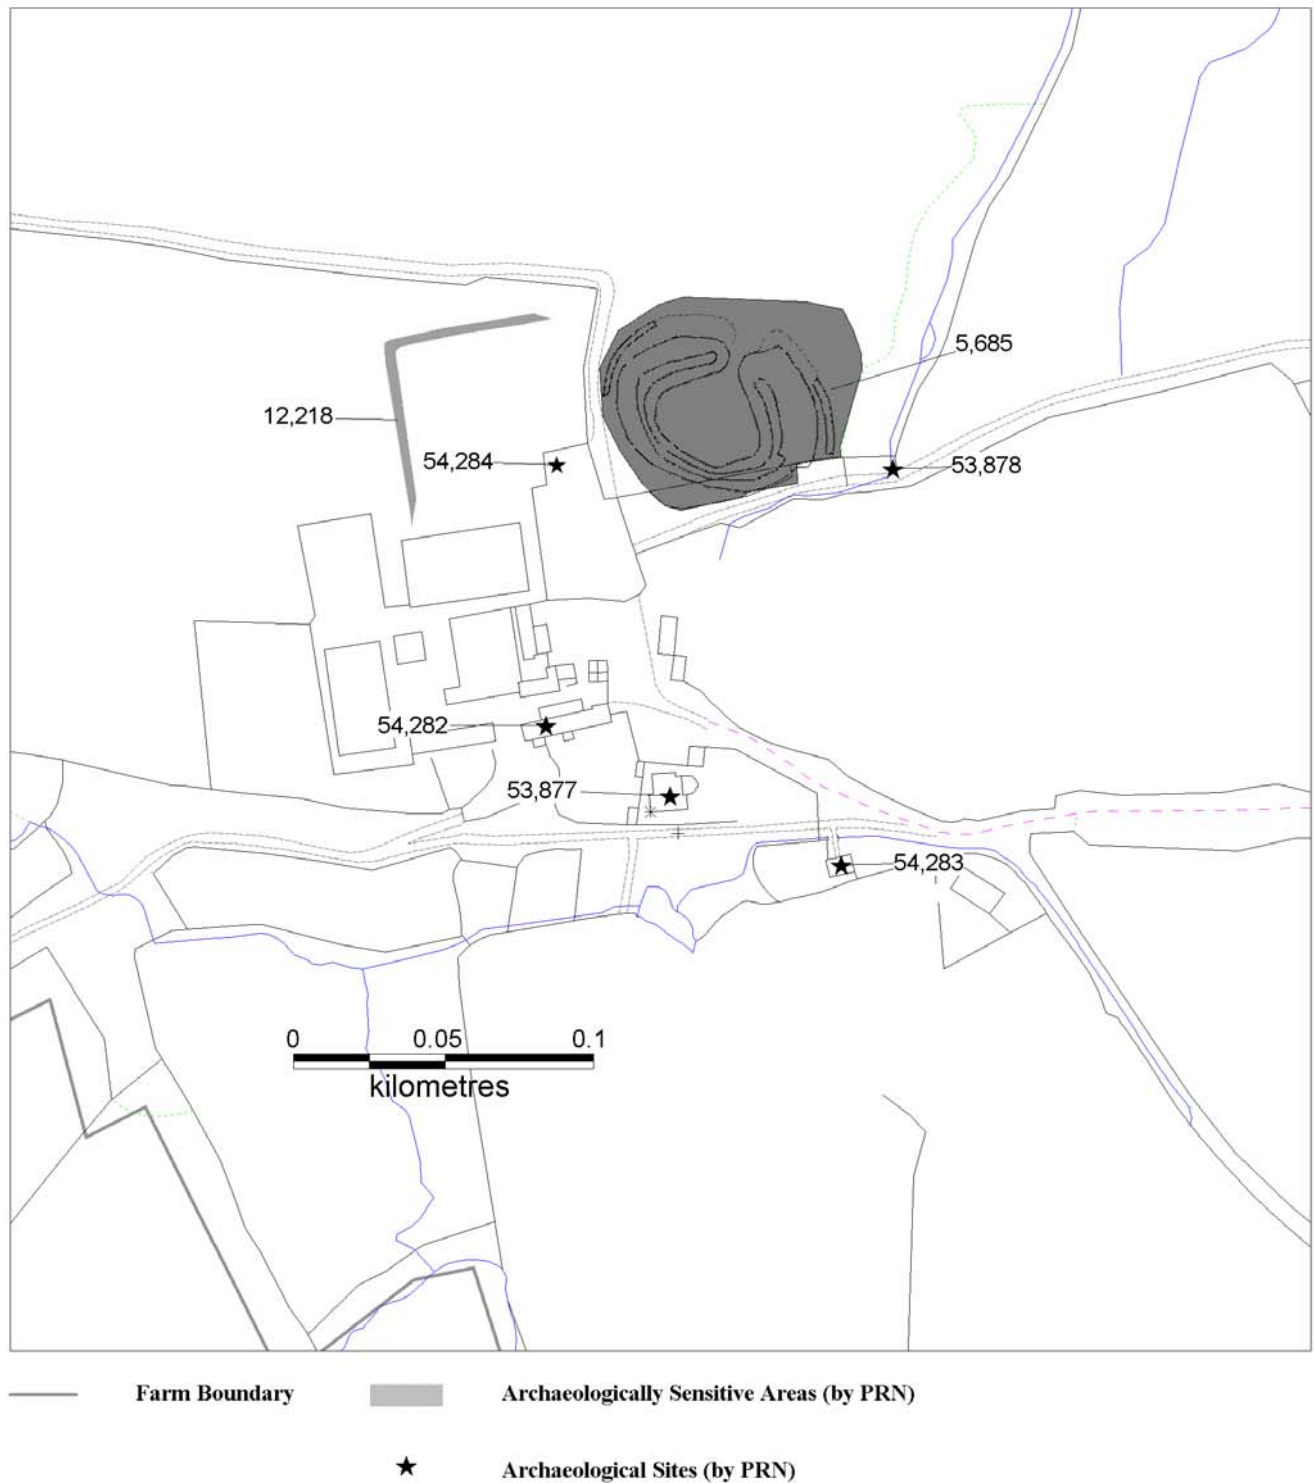 5,685
12,218
54,284
53,878
54,282
53,877
54,283
0 0.05 0.1
kilometres
Farm Boundary Archaeologically Sensitive Areas (by PRN)
Archaeological Sites (by PRN)